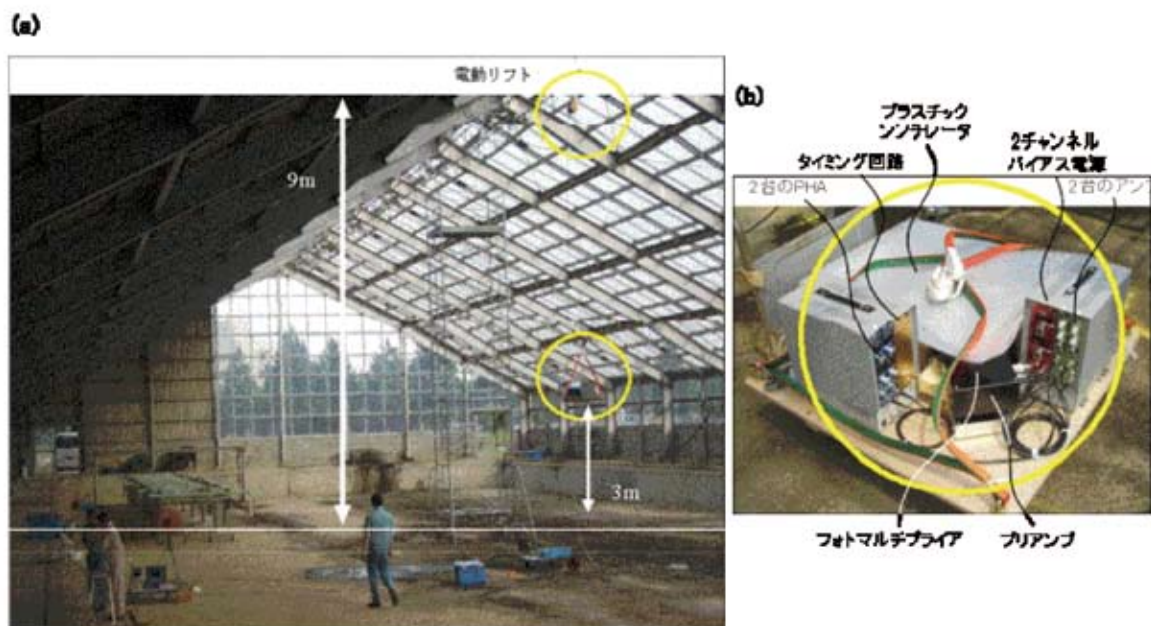 (a)
電動リフト
9m
3m
(b)
プラスチック
シンチレータ
タイミング回路
2チャンネル
バイアス電源
2台のPHA
2台のアンプ
フォトマルチプライア
プリアンプ